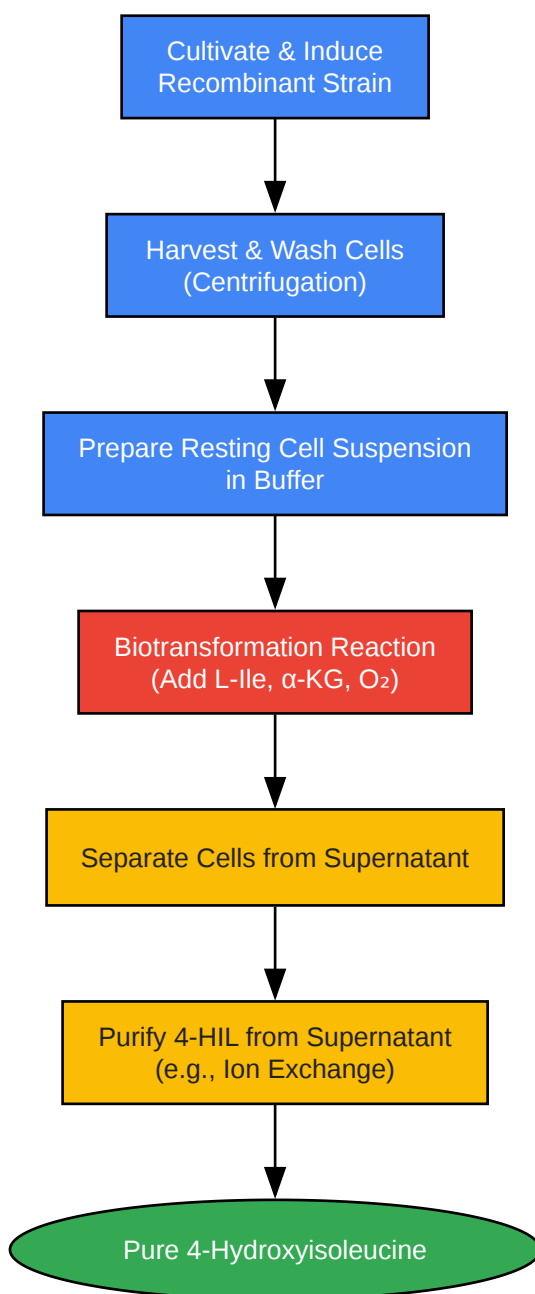 Cultivate & Induce
Recombinant Strain
Harvest & Wash Cells
(Centrifugation)
Prepare Resting Cell Suspension
in Buffer
Biotransformation Reaction
(Add L-Ile, α-KG, O₂)
Separate Cells from Supernatant
Purify 4-HIL from Supernatant
(e.g., Ion Exchange)
Pure 4-Hydroxyisoleucine